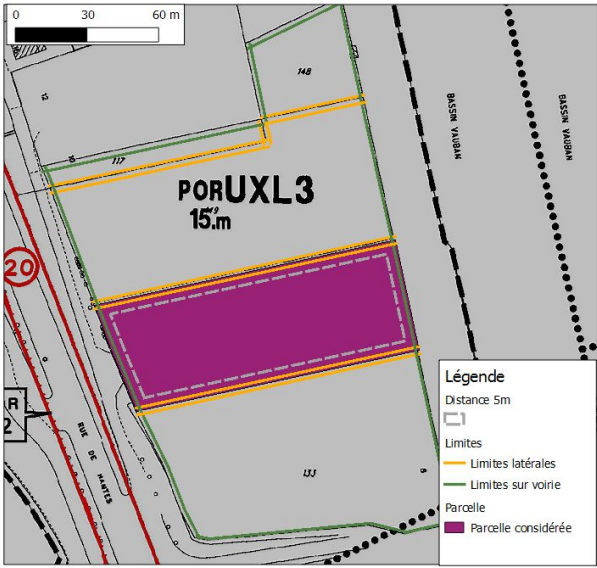 0 30 60 m
148
12
BASSIN VAUBAN
BASSIN VAUBAN
117
PORUXL3
15.m
20
R
2
RUE DE NANTES
133
Légende
Distance 5m
Limites
Limites latérales
Limites sur voirie
Parcelle
Parcelle considérée